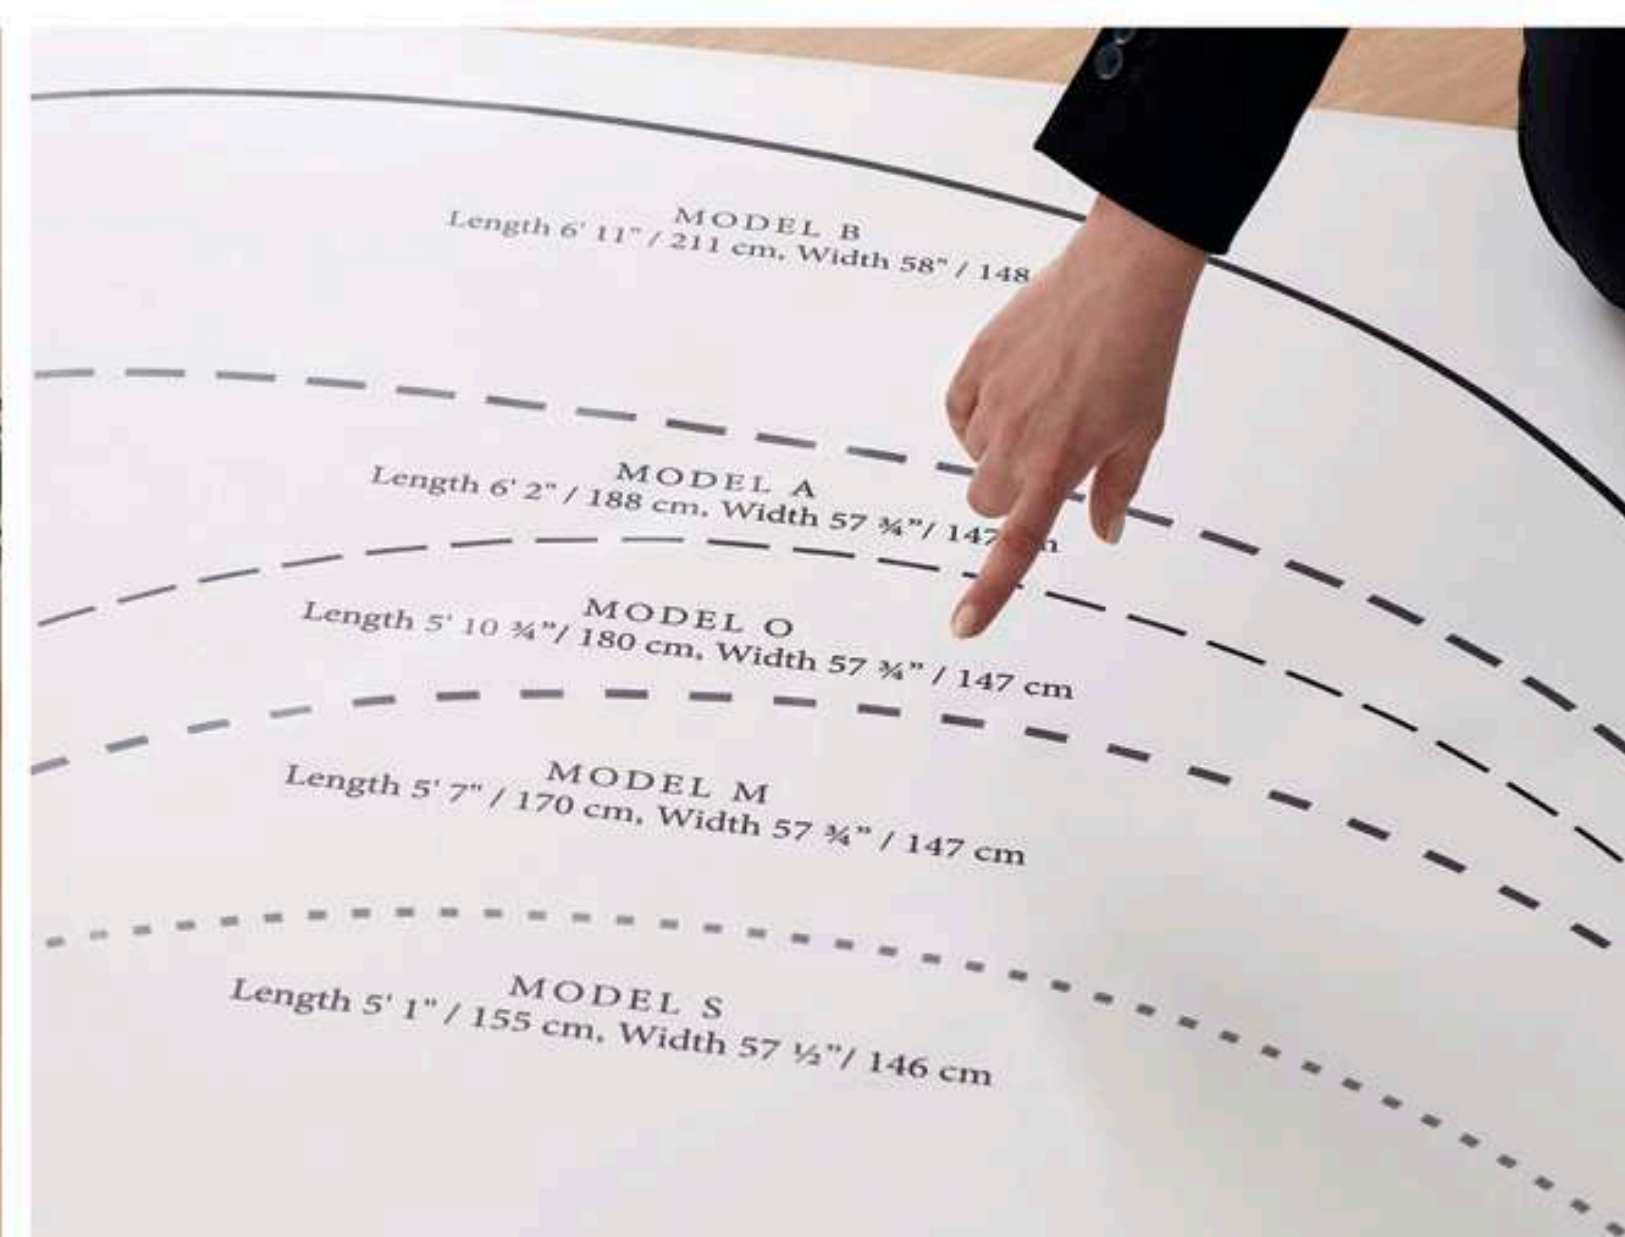 MODEL B
Length 6' 11" / 211 cm, Width 58" / 148
MODEL A
Length 6' 2" / 188 cm, Width 57 ¾”/ 147
MODEL O
Length 5' 10 ¾”/ 180 cm, Width 57 ¾” / 147 cm
MODEL M
Length 5' 7" / 170 cm, Width 57 ¾” / 147 cm
MODEL S
Length 5' 1" / 155 cm, Width 57 ½”/ 146 cm